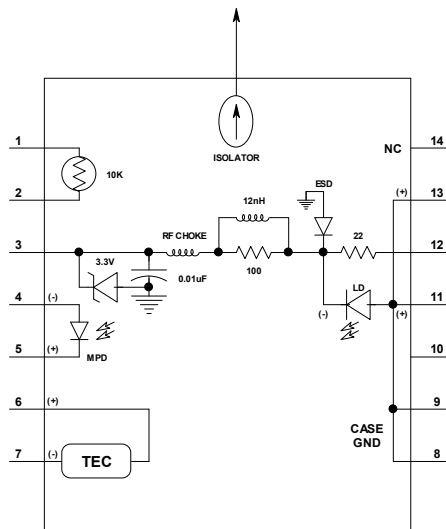 1
14
NC
ISOLATOR
10K
ESD
(+)
13
2
12nH
RF CHOKE
22
3
12
3.3V
0.01uF
100
LD
4
(-)
(-)
(+)
11
5
(+)
MPD
10
6
(+)
9
CASE
GND
7
(-)
TEC
8